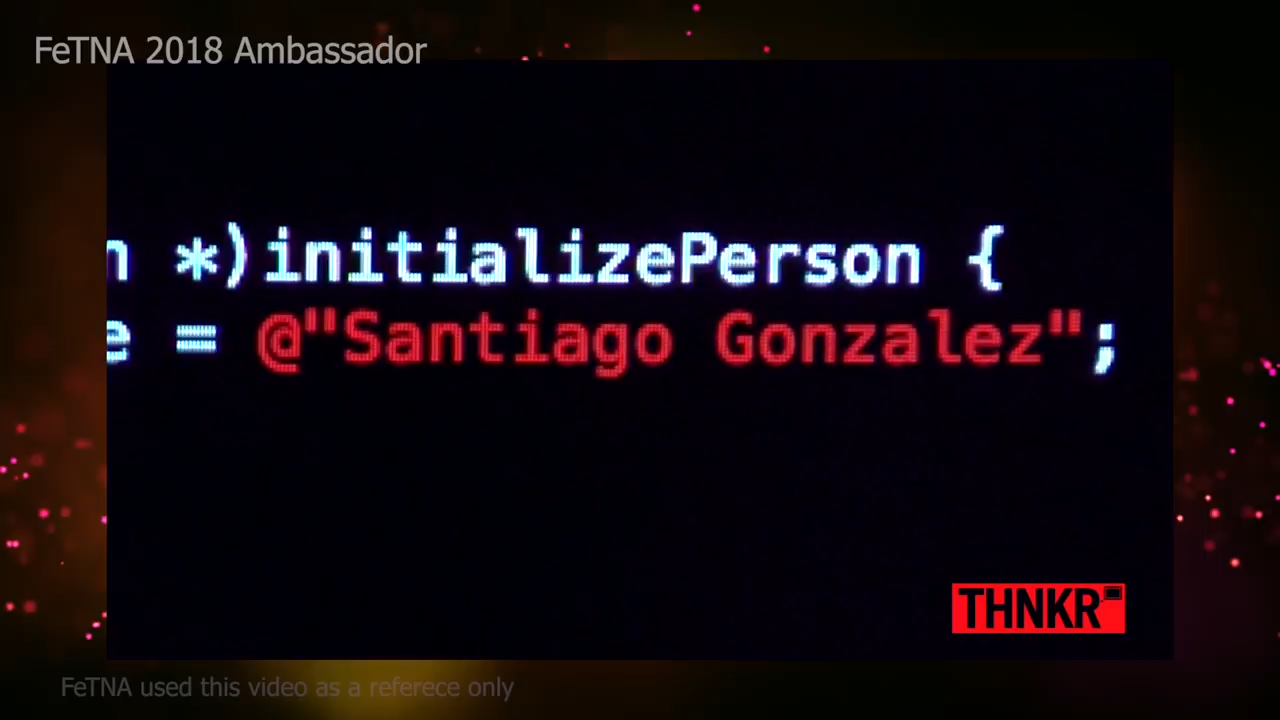 FeTNA 2018 Ambassador
n *)initializePerson {
e = @"Santiago Gonzalez";
THNKR
FeTNA used this video as a referece only